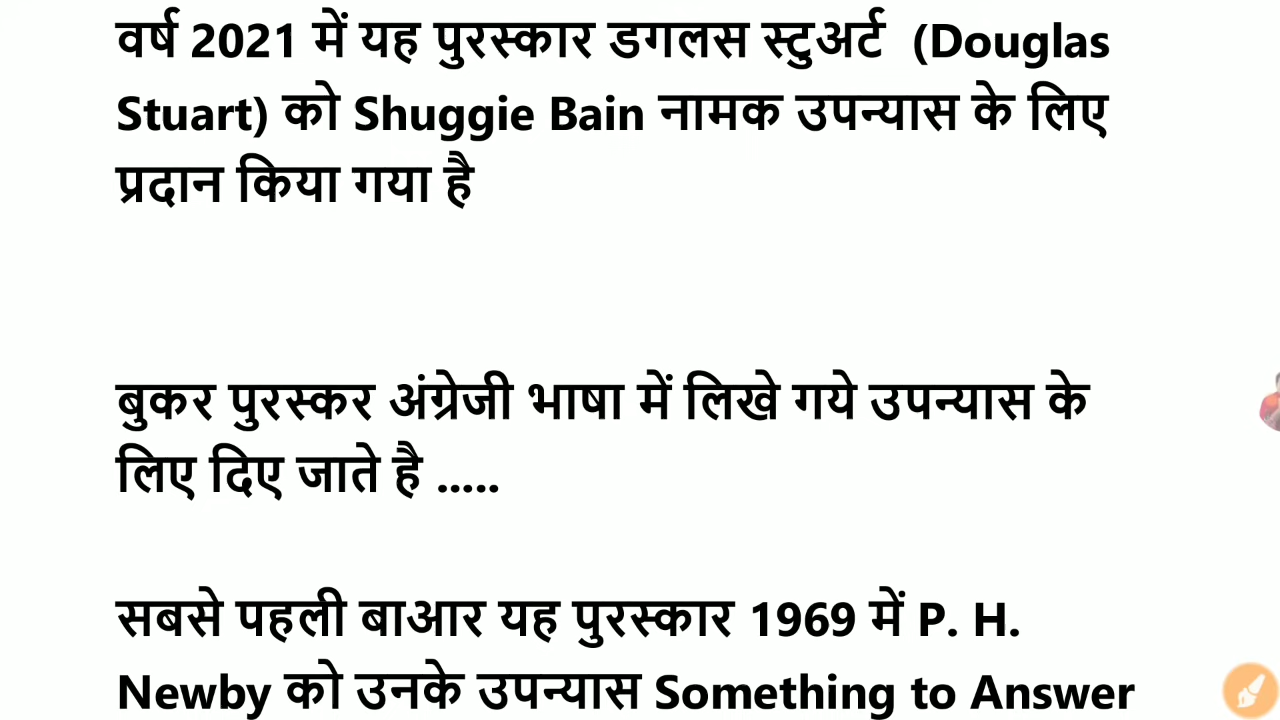 वर्ष 2021 में यह पुरस्कार डगलस स्टुअर्ट (Douglas
Stuart) को Shuggie Bain नामक उपन्यास के लिए
प्रदान किया गया है
बुकर पुरस्कर अंग्रेजी भाषा में लिखे गये उपन्यास के
लिए दिए जाते है .....
सबसे पहली बाआर यह पुरस्कार 1969 में P. H.
Newby को उनके उपन्यास Something to Answer